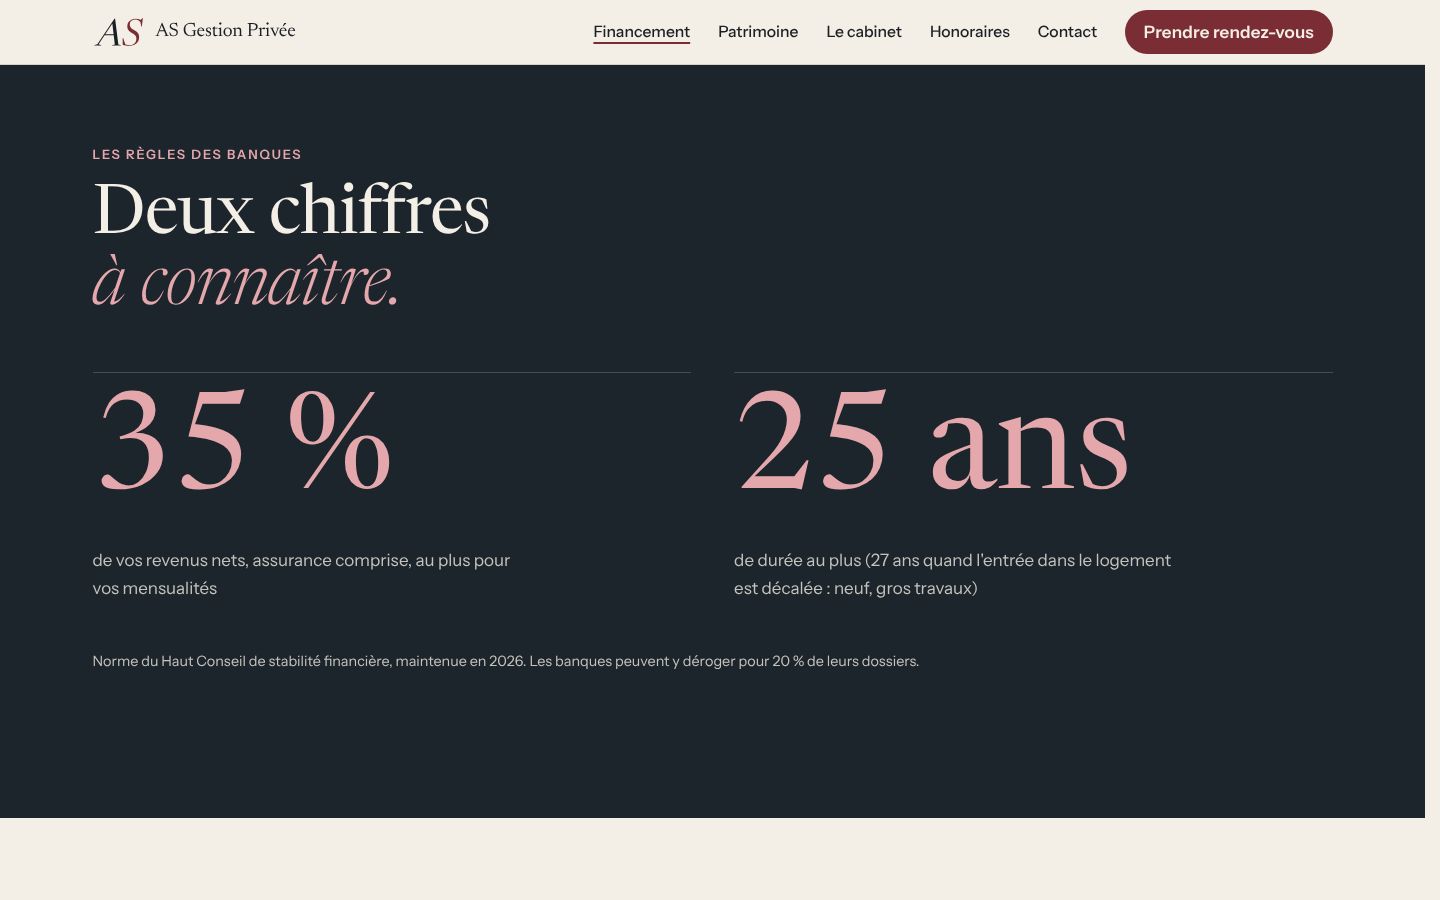 AS AS Gestion Privée
Financement Patrimoine Le cabinet Honoraires Contact Prendre rendez-vous
LES RÈGLES DES BANQUES
Deux chiffres
à connaître.
35 %
de vos revenus nets, assurance comprise, au plus pour
vos mensualités
25 ans
de durée au plus (27 ans quand l'entrée dans le logement
est décalée : neuf, gros travaux)
Norme du Haut Conseil de stabilité financière, maintenue en 2026. Les banques peuvent y déroger pour 20 % de leurs dossiers.